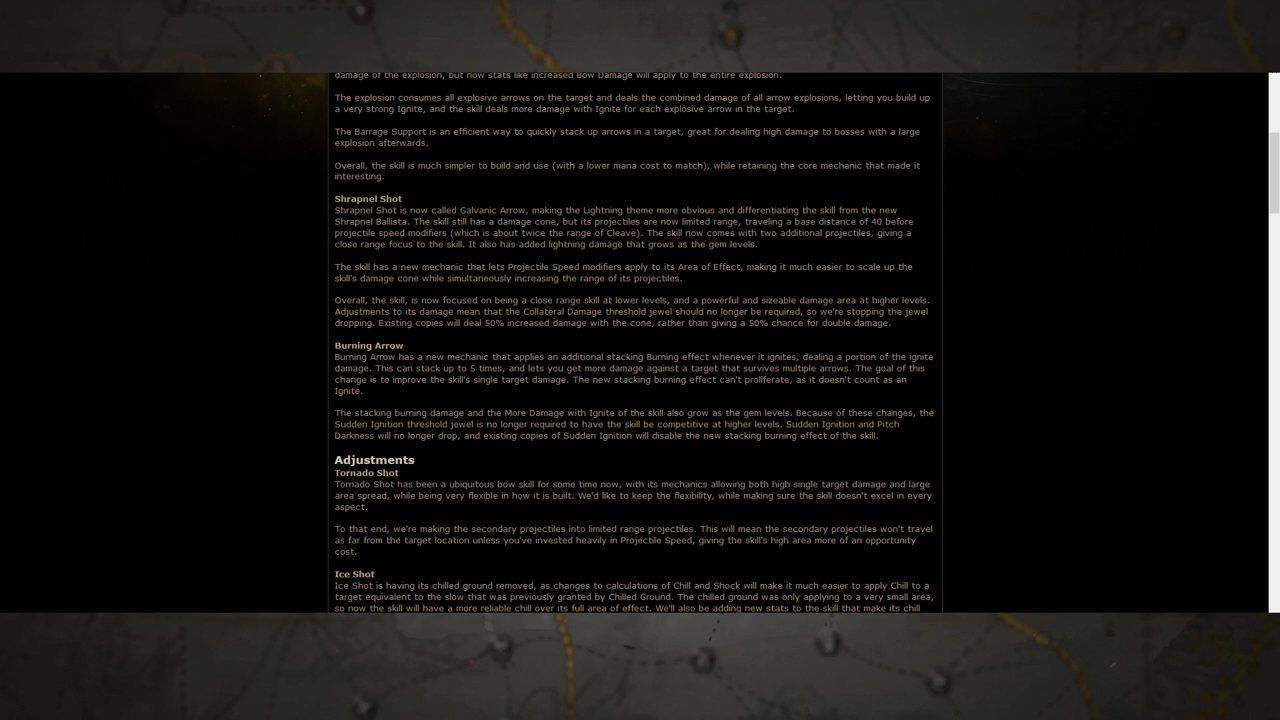 damage of the explosion, but now stats like increased Bow Damage will apply to the entire explosion.
The explosion consumes all explosive arrows on the target and deals the combined damage of all arrow explosions, letting you build up
a very strong Ignite, and the skill deals more damage with Ignite for each explosive arrow in the target.
The Barrage Support is an efficient way to quickly stack up arrows in a target, great for dealing high damage to bosses with a large
explosion afterwards.
Overall, the skill is much simpler to build and use (with a lower mana cost to match), while retaining the core mechanic that made it
interesting.
Shrapnel Shot
Shrapnel Shot is now called Galvanic Arrow, making the Lightning theme more obvious and differentiating the skill from the new
Shrapnel Ballista. The skill still has a damage cone, but its projectiles are now limited range, traveling a base distance of 40 before
projectile speed modifiers (which is about twice the range of Cleave). The skill now comes with two additional projectiles, giving a
close range focus to the skill. It also has added lightning damage that grows as the gem levels.
The skill has a new mechanic that lets Projectile Speed modifiers apply to its Area of Effect, making it much easier to scale up the
skill's damage cone while simultaneously increasing the range of its projectiles.
Overall, the skill, is now focused on being a close range skill at lower levels, and a powerful and sizeable damage area at higher levels.
Adjustments to its damage mean that the Collateral Damage threshold jewel should no longer be required, so we're stopping the jewel
dropping. Existing copies will deal 50% increased damage with the cone, rather than giving a 50% chance for double damage.
Burning Arrow
Burning Arrow has a new mechanic that applies an additional stacking Burning effect whenever it ignites, dealing a portion of the ignite
damage. This can stack up to 5 times, and lets you get more damage against a target that survives multiple arrows. The goal of this
change is to improve the skill's single target damage. The new stacking burning effect can't proliferate, as it doesn't count as an
Ignite.
The stacking burning damage and the More Damage with Ignite of the skill also grow as the gem levels. Because of these changes, the
Sudden Ignition threshold jewel is no longer required to have the skill be competitive at higher levels. Sudden Ignition and Pitch
Darkness will no longer drop, and existing copies of Sudden Ignition will disable the new stacking burning effect of the skill.
Adjustments
Tornado Shot
Tornado Shot has been a ubiquitous bow skill for some time now, with its mechanics allowing both high single target damage and large
area spread, while being very flexible in how it is built. We'd like to keep the flexibility, while making sure the skill doesn't excel in every
aspect.
To that end, we're making the secondary projectiles into limited range projectiles. This will mean the secondary projectiles won't travel
as far from the target location unless you've invested heavily in Projectile Speed, giving the skill's high area more of an opportunity
cost.
Ice Shot
Ice Shot is having its chilled ground removed, as changes to calculations of Chill and Shock will make it much easier to apply Chill to a
target equivalent to the slow that was previously granted by Chilled Ground. The chilled ground was only applying to a very small area,
so now the skill will have a more reliable chill over its full area of effect. We'll also be adding new stats to the skill that make its chill